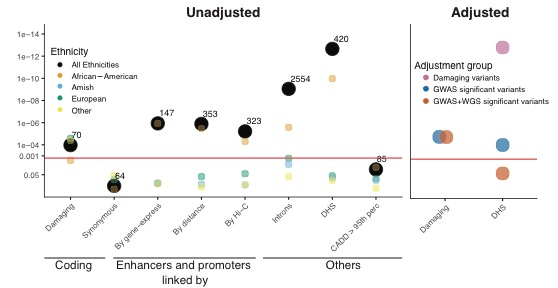 Unadjusted
Adjusted
1e−14
1e−12
1e−10
1e−08
1e−06
1e−04
0.001
0.05
Ethnicity
All Ethnicities
African−American
Amish
European
Other
70
64
147
353
323
2554
420
85
Adjustment group
Damaging variants
GWAS significant variants
GWAS+WGS significant variants
Damaging
Synonymous
By gene−express
By distance
By Hi−C
Introns
DHS
CADD > 95th perc
Damaging
DHS
Coding
Enhancers and promoters
linked by
Others